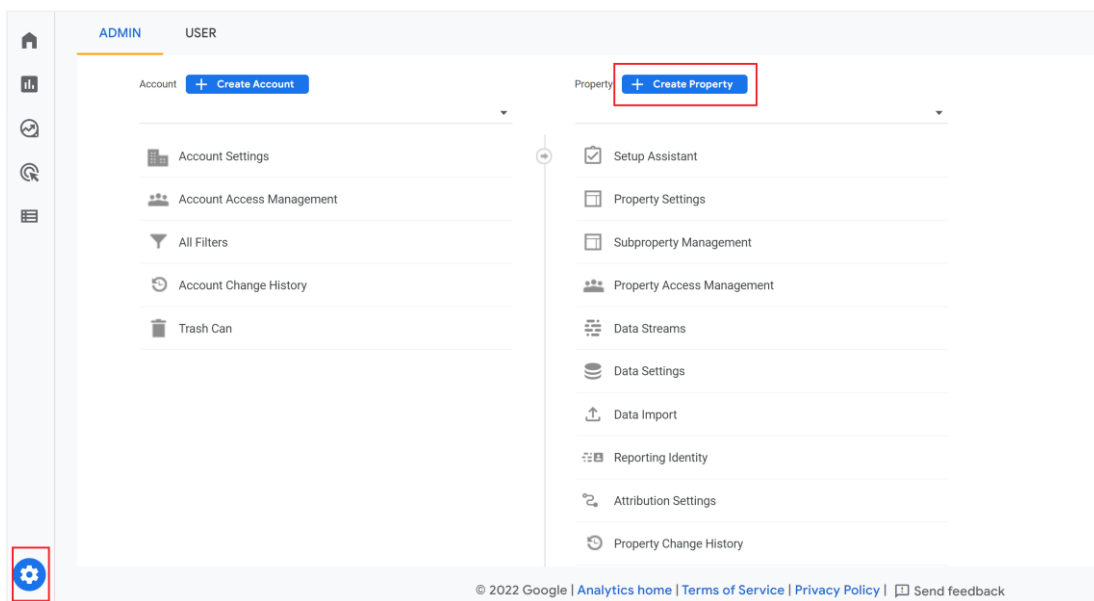 ADMIN USER
Account + Create Account
Property + Create Property
Account Settings
Account Access Management
All Filters
Account Change History
Trash Can
Setup Assistant
Property Settings
Subproperty Management
Property Access Management
Data Streams
Data Settings
Data Import
Reporting Identity
Attribution Settings
Property Change History
© 2022 Google | Analytics home | Terms of Service | Privacy Policy | Send feedback